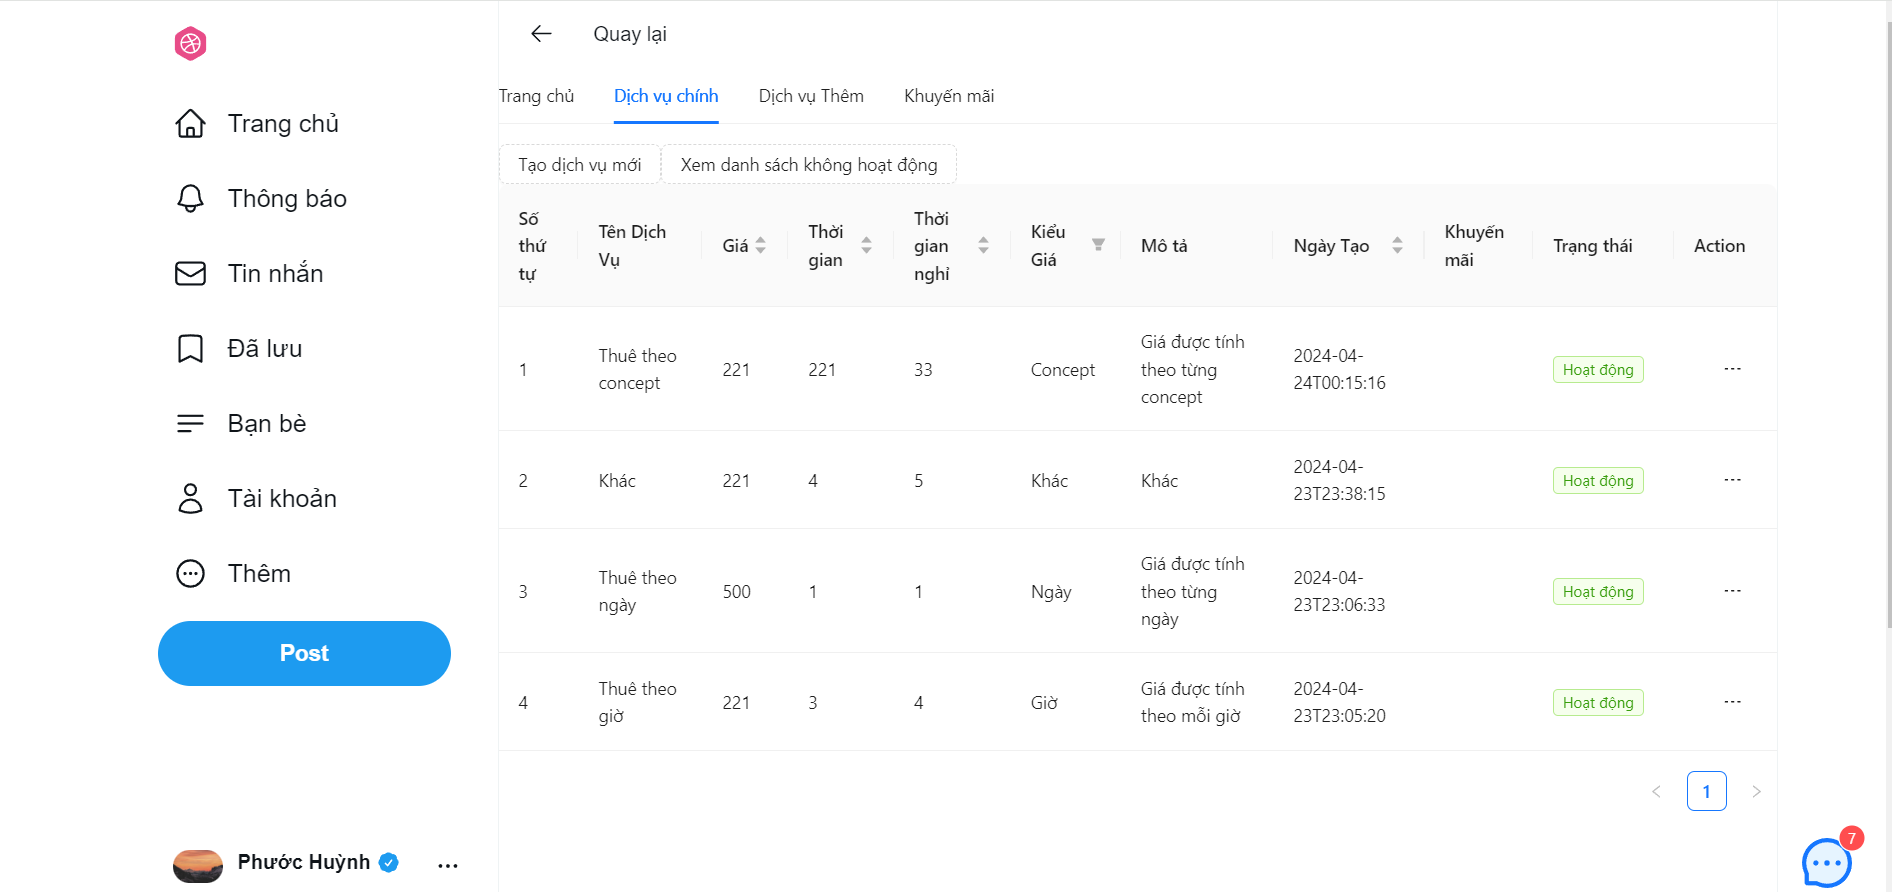 Quay lại
Trang chủ
Dịch vụ chính
Dịch vụ Thêm
Khuyến mãi
Trang chủ
Thông báo
Tin nhắn
Đã lưu
Bạn bè
Tài khoản
Thêm
Post
Phước Huỳnh
Tạo dịch vụ mới
Xem danh sách không hoạt động
Số
thứ
tự
Tên Dịch
Vụ
Giá
Thời
gian
Thời
gian
nghỉ
Kiểu
Giá
Mô tả
Ngày Tạo
Khuyến
mãi
Trạng thái
Action
1
Thuê theo
concept
221
221
33
Concept
Giá được tính
theo từng
concept
2024-04-
24T00:15:16
Hoạt động
2
Khác
221
4
5
Khác
Khác
2024-04-
23T23:38:15
Hoạt động
3
Thuê theo
ngày
500
1
1
Ngày
Giá được tính
theo từng
ngày
2024-04-
23T23:06:33
Hoạt động
4
Thuê theo
giờ
221
3
4
Giờ
Giá được tính
theo mỗi giờ
2024-04-
23T23:05:20
Hoạt động
1
7